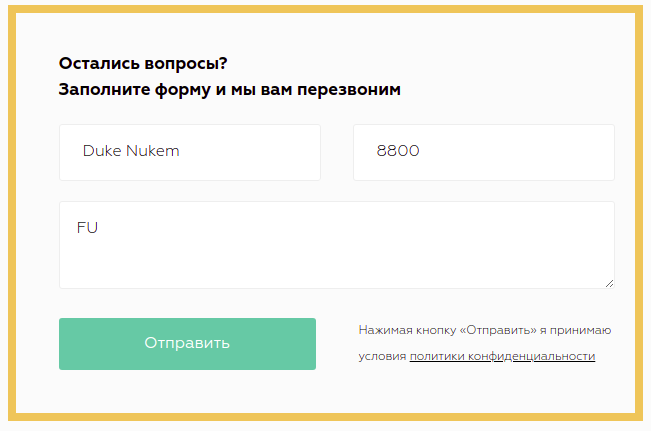 Остались вопросы?
Заполните форму и мы вам перезвоним
Duke Nukem
8800
FU
Отправить
Нажимая кнопку «Отправить» я принимаю
условия политики конфиденциальности